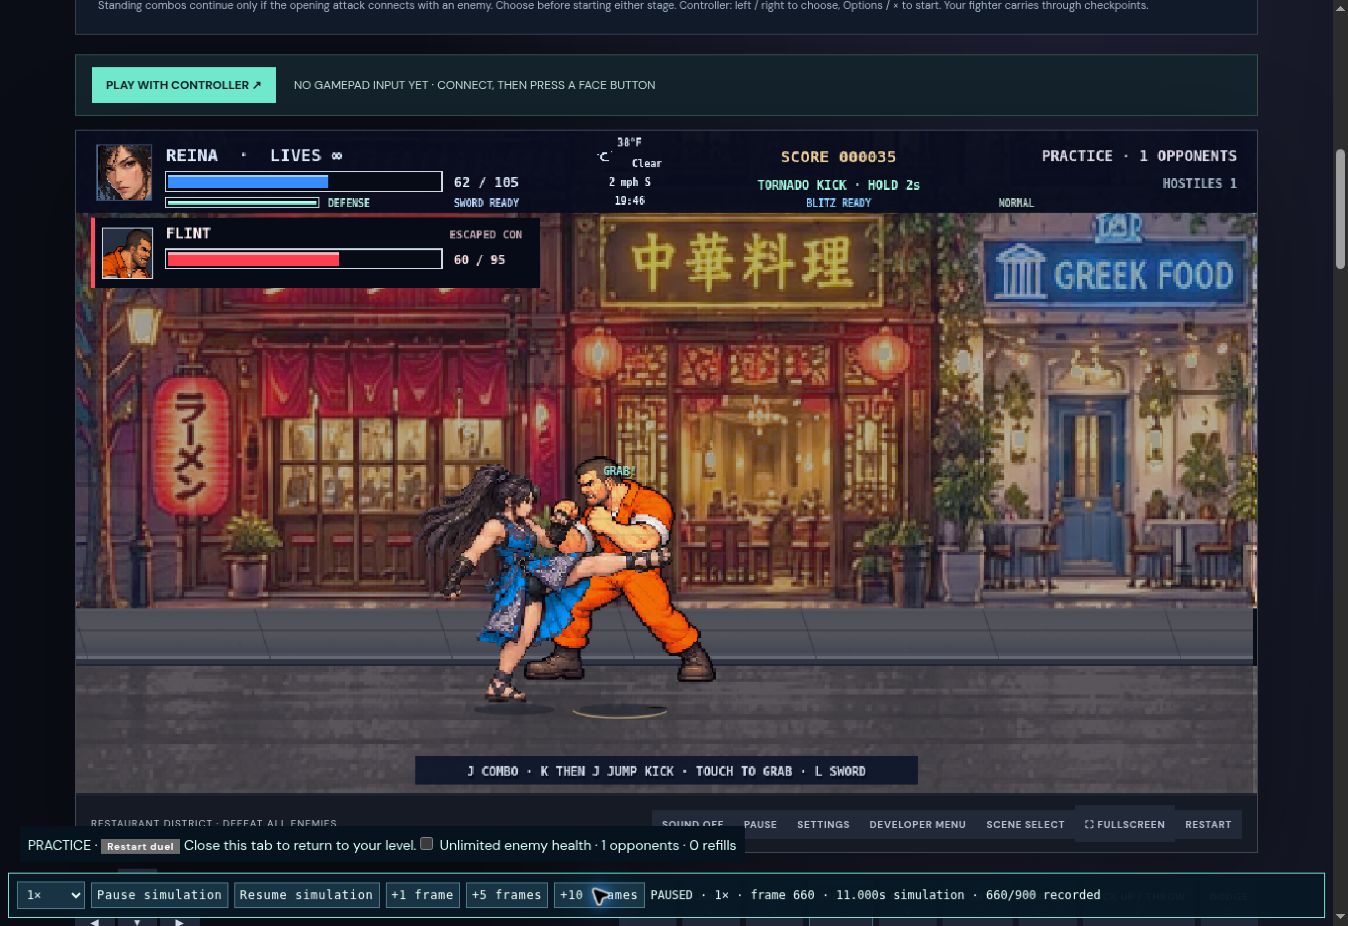 Standing combos continue only if the opening attack connects with an enemy. Choose before starting either stage. Controller: left / right to choose, Options / × to start. Your fighter carries through checkpoints.
PLAY WITH CONTROLLER ↗
NO GAMEPAD INPUT YET · CONNECT, THEN PRESS A FACE BUTTON
REINA · LIVES ∞
62 / 105
DEFENSE
SWORD READY
38°F
Clear
2 mph S
19:46
SCORE 000035
TORNADO KICK · HOLD 2s
BLITZ READY
PRACTICE · 1 OPPONENTS
HOSTILES 1
NORMAL
FLINT
ESCAPED CON
60 / 95
中華料理
GREEK FOOD
ラーメン
GRAB!
J COMBO · K THEN J JUMP KICK · TOUCH TO GRAB · L SWORD
RESTAURANT DISTRICT · DEFEAT ALL ENEMIES
SOUND OFF
PAUSE
SETTINGS
DEVELOPER MENU
SCENE SELECT
FULLSCREEN
RESTART
PRACTICE · Restart duel Close this tab to return to your level. Unlimited enemy health · 1 opponents · 0 refills
1×
Pause simulation
Resume simulation
+1 frame
+5 frames
+10 frames
PAUSED · 1× · frame 660 · 11.000s simulation · 660/900 recorded